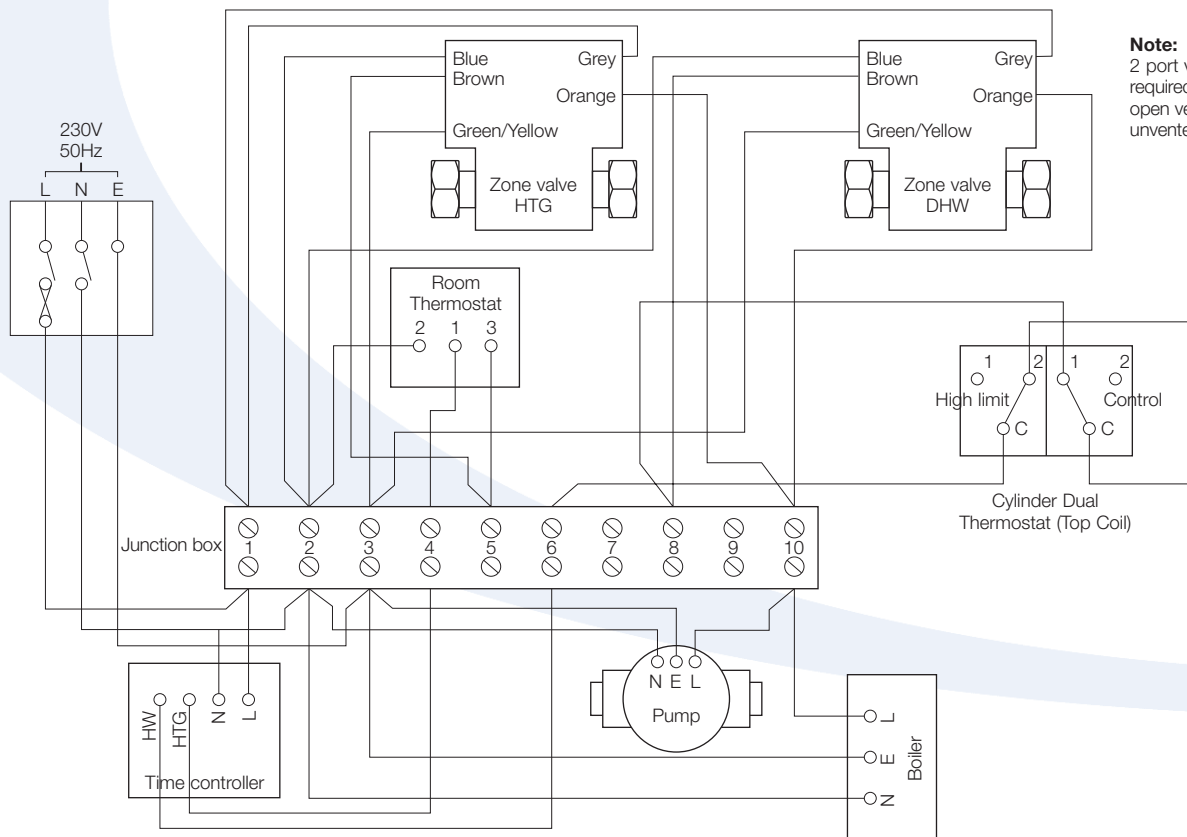 Note:
2 port v
required
open ve
unvente
Blue
Grey
Brown
Orange
Green/Yellow
Zone valve
HTG
Blue
Grey
Brown
Orange
Green/Yellow
Zone valve
DHW
230V
50Hz
L N E
Room
Thermostat
2 1 3
1 2 1 2
High limit Control
C C
Cylinder Dual
Thermostat (Top Coil)
Junction box
1 2 3 4 5 6 7 8 9 10
N E L
Pump
HW HTG N L
Time controller
L
E
N
Boiler